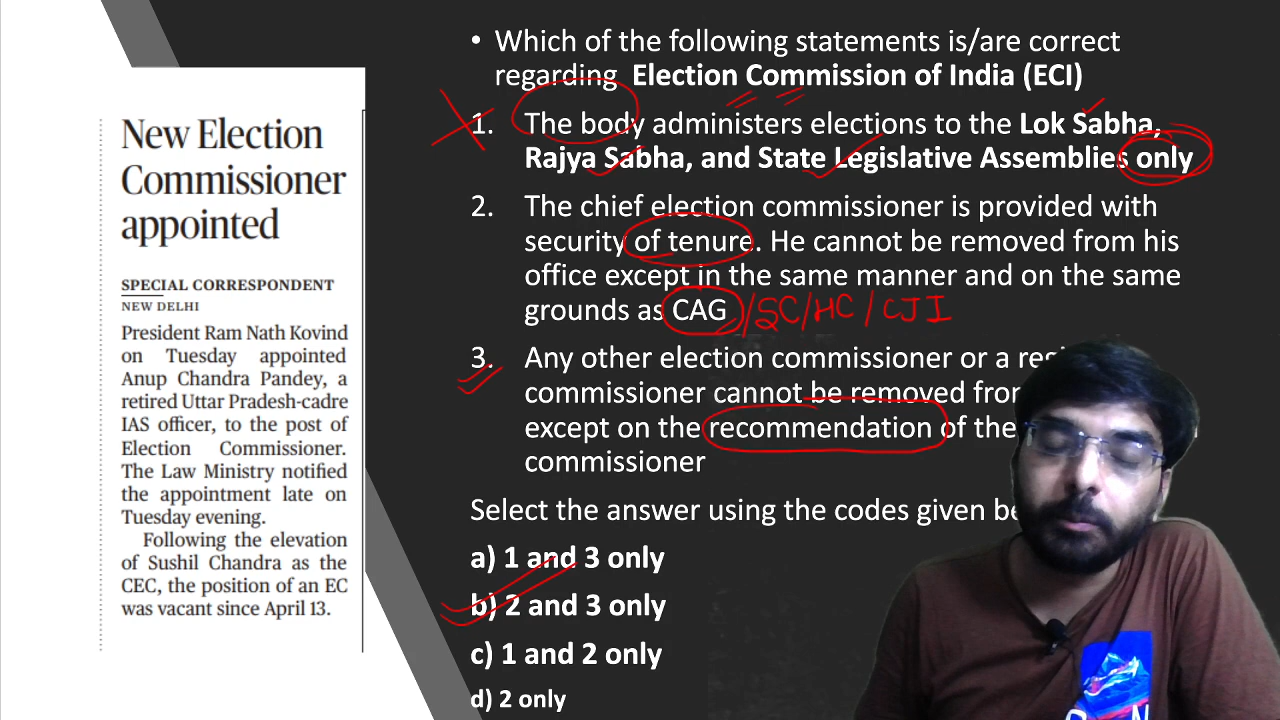 New Election
Commissioner
appointed
SPECIAL CORRESPONDENT
NEW DELHI
President Ram Nath Kovind
on Tuesday appointed
Anup Chandra Pandey, a
retired Uttar Pradesh-cadre
IAS officer, to the post of
Election Commissioner.
The Law Ministry notified
the appointment late on
Tuesday evening.
Following the elevation
of Sushil Chandra as the
CEC, the position of an EC
was vacant since April 13.
• Which of the following statements is/are correct
regarding Election Commission of India (ECI)
1. The body administers elections to the Lok Sabha,
Rajya Sabha, and State Legislative Assemblies only
2. The chief election commissioner is provided with
security of tenure. He cannot be removed from his
office except in the same manner and on the same
grounds as CAG /SC/HC/CJI
3. Any other election commissioner or a
commissioner cannot be removed
except on the recommendation of the
commissioner
Select the answer using the codes given
a) 1 and 3 only
b) 2 and 3 only
c) 1 and 2 only
d) 2 only